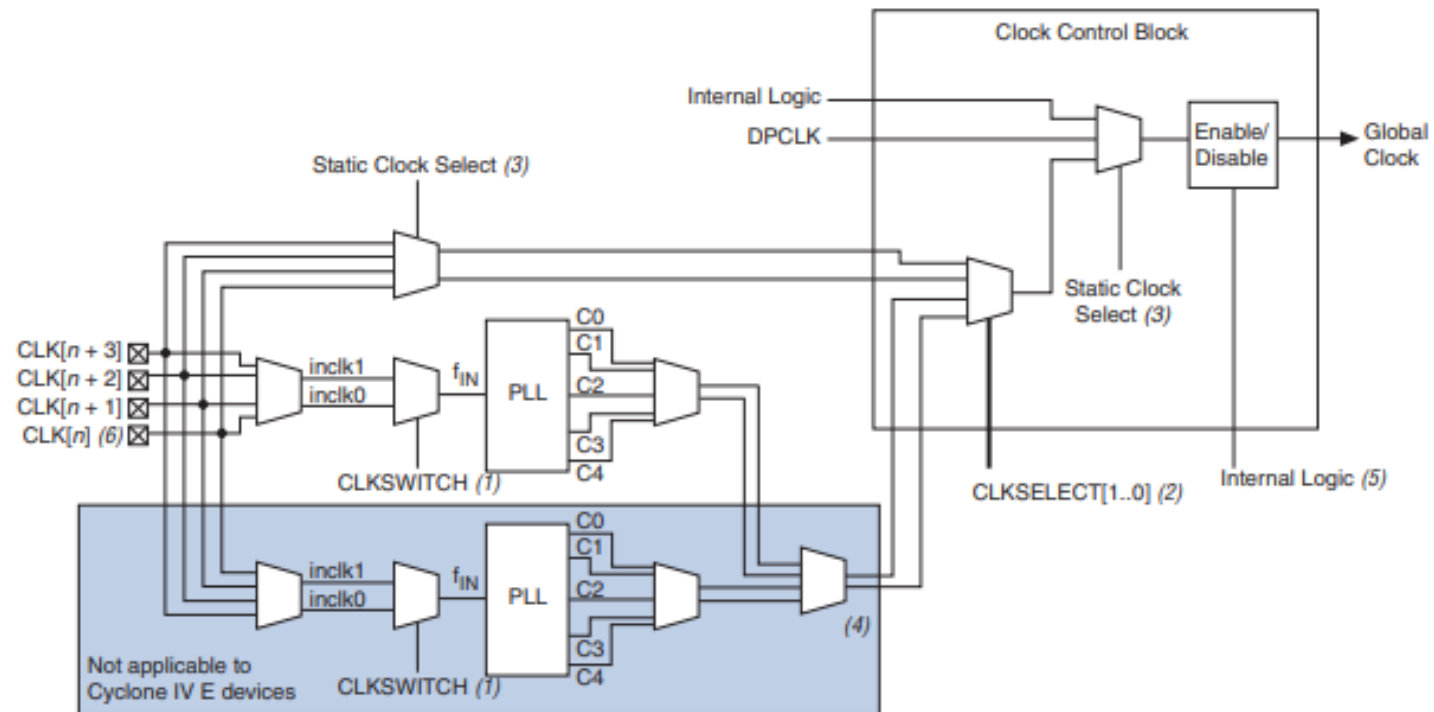 Clock Control Block
Internal Logic
DPCLK
Enable/
Disable
Global
Clock
Static Clock Select (3)
Static Clock
Select (3)
CLK[n + 3]
CLK[n + 2]
CLK[n + 1]
CLK[n] (6)
inclk1
inclk0
fIN
PLL
C0
C1
C2
C3
C4
CLKSWITCH (1)
CLKSELECT[1..0] (2)
Internal Logic (5)
inclk1
inclk0
fIN
PLL
C0
C1
C2
C3
C4
(4)
Not applicable to
Cyclone IV E devices
CLKSWITCH (1)